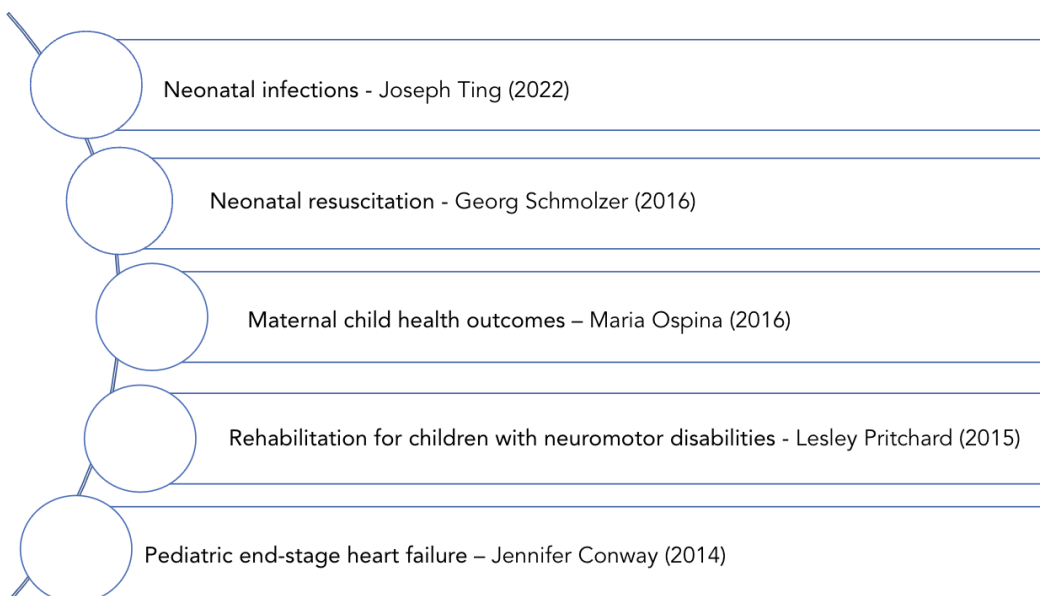 Neonatal infections - Joseph Ting (2022)
Neonatal resuscitation - Georg Schmolzer (2016)
Maternal child health outcomes – Maria Ospina (2016)
Rehabilitation for children with neuromotor disabilities - Lesley Pritchard (2015)
Pediatric end-stage heart failure – Jennifer Conway (2014)